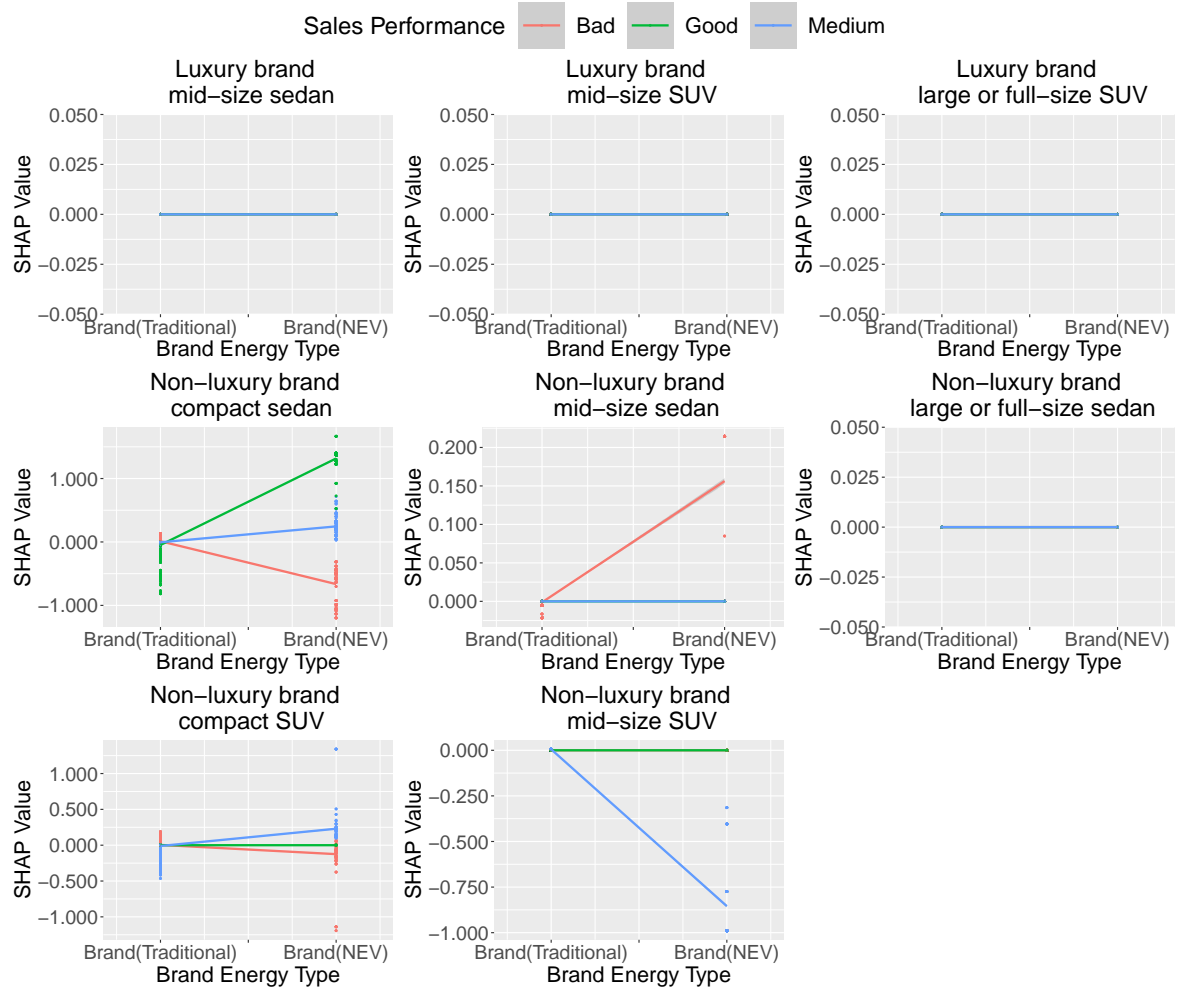 Sales Performance Bad Good Medium
Luxury brand
mid−size sedan
0.050
0.025
0.000
−0.025
−0.050
SHAP Value
Brand(Traditional) Brand(NEV)
Brand Energy Type
Luxury brand
mid−size SUV
0.050
0.025
0.000
−0.025
−0.050
SHAP Value
Brand(Traditional) Brand(NEV)
Brand Energy Type
Luxury brand
large or full−size SUV
0.050
0.025
0.000
−0.025
−0.050
SHAP Value
Brand(Traditional) Brand(NEV)
Brand Energy Type
Non−luxury brand
compact sedan
1.000
0.000
−1.000
SHAP Value
Brand(Traditional) Brand(NEV)
Brand Energy Type
Non−luxury brand
mid−size sedan
0.200
0.150
0.100
0.050
0.000
SHAP Value
Brand(Traditional) Brand(NEV)
Brand Energy Type
Non−luxury brand
large or full−size sedan
0.050
0.025
0.000
−0.025
−0.050
SHAP Value
Brand(Traditional) Brand(NEV)
Brand Energy Type
Non−luxury brand
compact SUV
1.000
0.500
0.000
−0.500
−1.000
SHAP Value
Brand(Traditional) Brand(NEV)
Brand Energy Type
Non−luxury brand
mid−size SUV
0.000
−0.250
−0.500
−0.750
−1.000
SHAP Value
Brand(Traditional) Brand(NEV)
Brand Energy Type